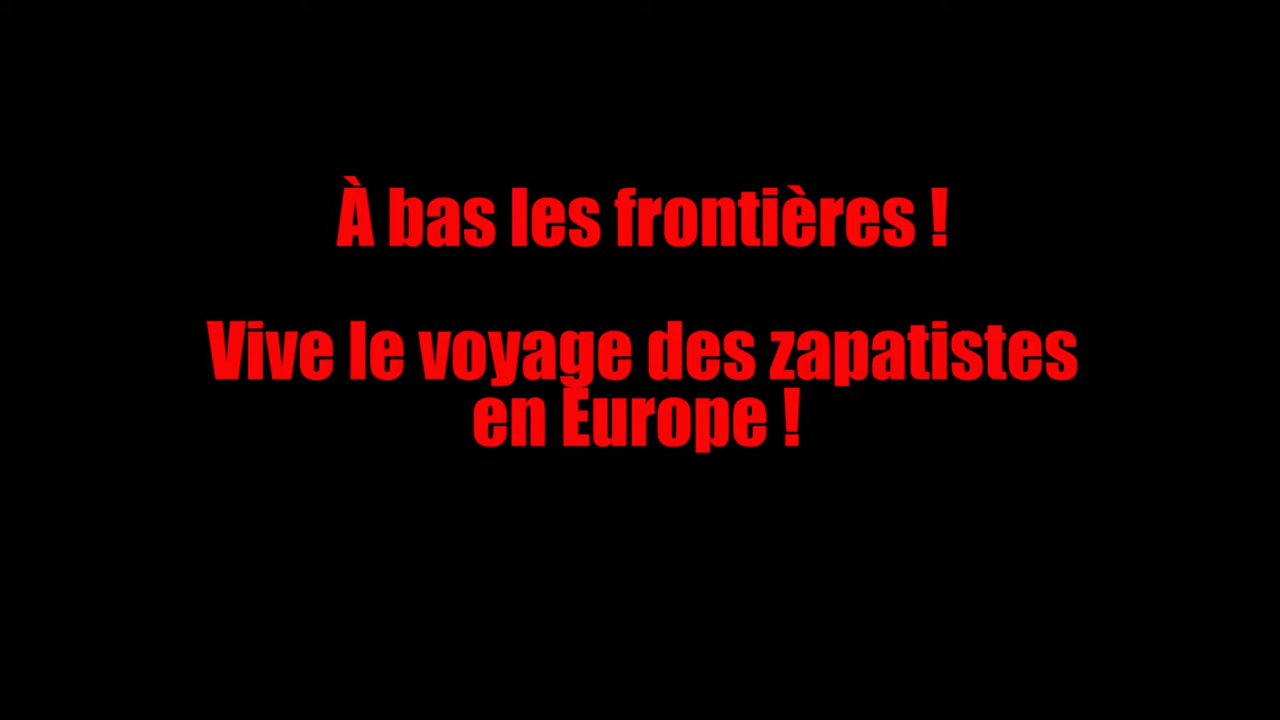 À bas les frontières !
Vive le voyage des zapatistes
en Europe !